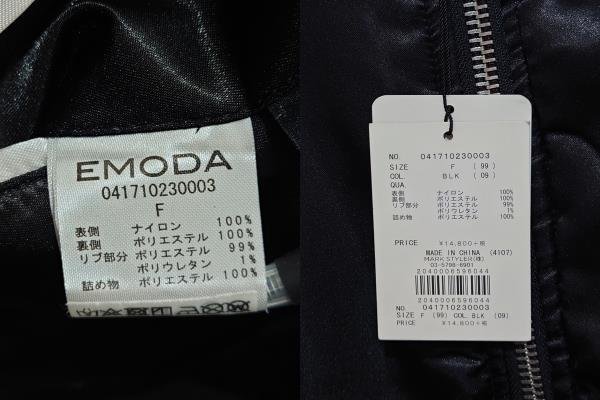 EMODA
041710230003
F
表側 ナイロン 100%
裏側 ポリエステル 100%
リブ部分 ポリエステル 99%
ポリウレタン 1%
詰め物 ポリエステル 100%
NO. 041710230003
SIZE F (99)
COL. BLK (09)
QUA.
表側 ナイロン 100%
裏側 ポリエステル 100%
リブ部分 ポリエステル 99%
ポリウレタン 1%
詰め物 ポリエステル 100%
PRICE ¥14,800+税
MADE IN CHINA (4107)
MARK STYLER(株)
03-5798-6901
2040006596044
2040006596044
NO. 041710230003
SIZE F (99) COL. BLK (09)
PRICE ¥14,800+税